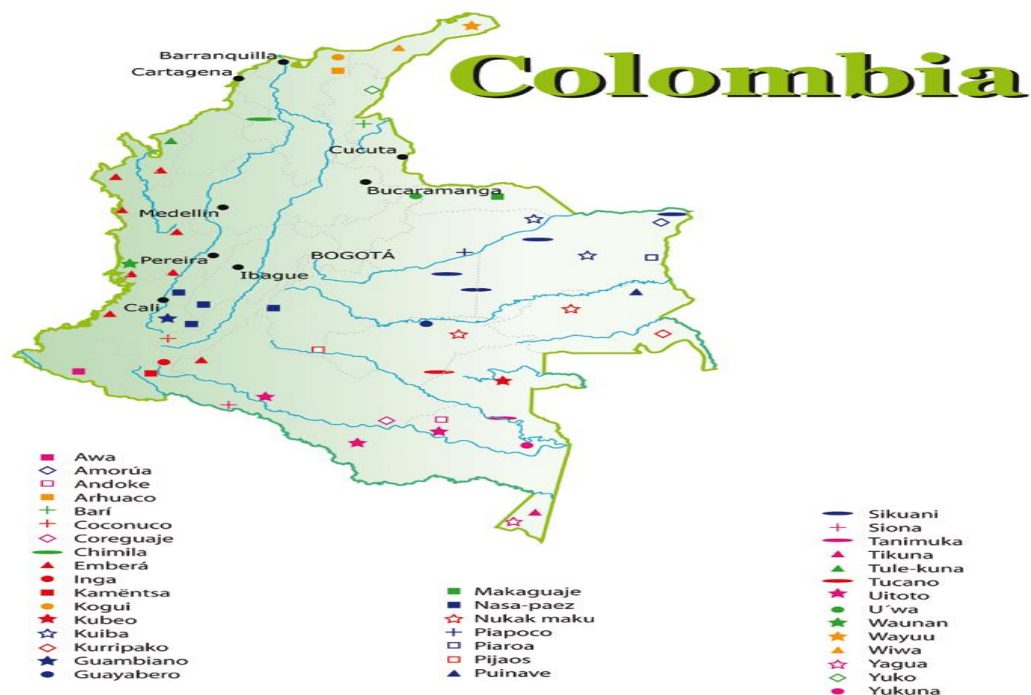 Colombia
Barranquilla
Cartagena
Cucuta
Bucaramanga
Medellin
BOGOTÁ
Pereira
Ibague
Cali
Awa
Amorúa
Andoke
Arhuaco
Barí
Coconuco
Coreguaje
Chimila
Emberá
Inga
Kamëntsa
Kogui
Kubeo
Kuiba
Kurripako
Guambiano
Guayabero
Makaguaje
Nasa-paez
Nukak maku
Piapoco
Piaroa
Pijaos
Puinave
Sikuani
Siona
Tanimuka
Tikuna
Tule-kuna
Tucano
Uitoto
U´wa
Waunan
Wayuu
Wiwa
Yagua
Yuko
Yukuna